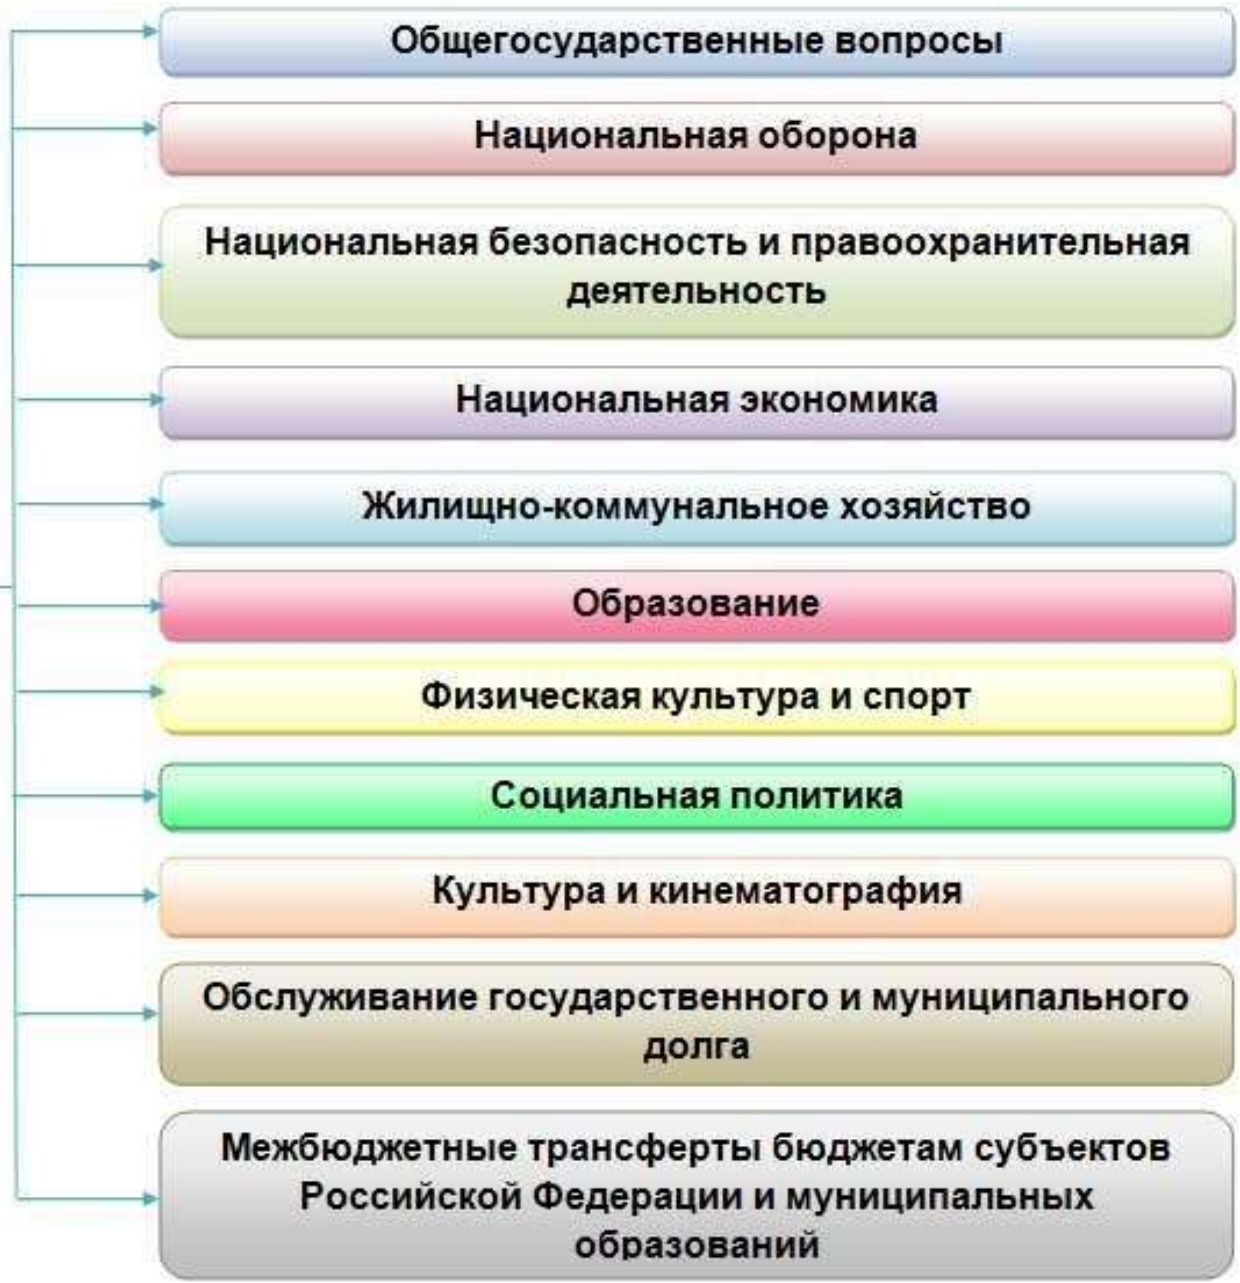 Общегосударственные вопросы
Национальная оборона
Национальная безопасность и правоохранительная
деятельность
Национальная экономика
Жилищно-коммунальное хозяйство
Образование
Физическая культура и спорт
Социальная политика
Культура и кинематография
Обслуживание государственного и муниципального
долга
Межбюджетные трансферты бюджетам субъектов
Российской Федерации и муниципальных
образований